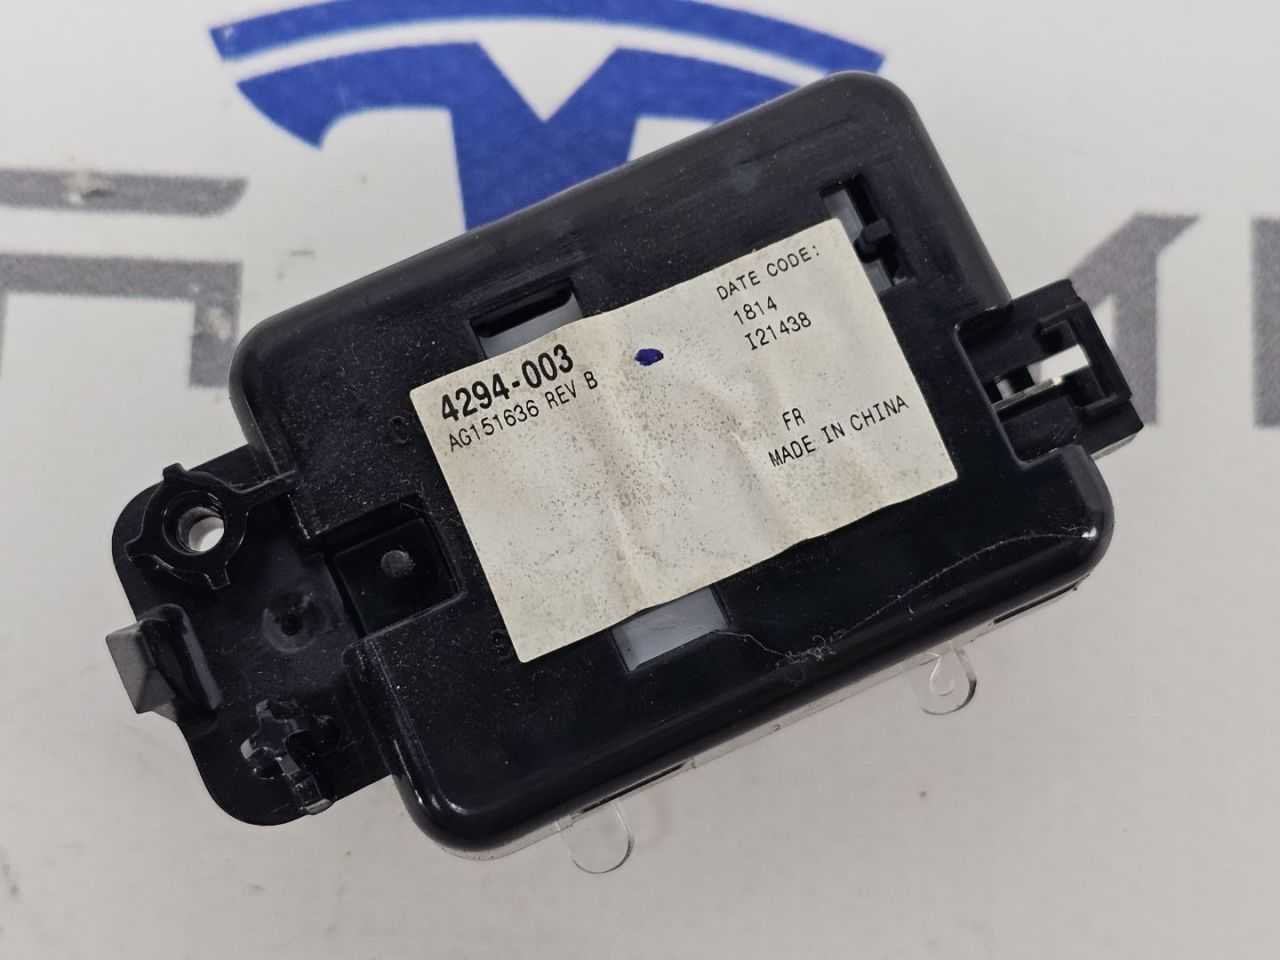 4294-003
AG151636 REV B
DATE CODE:
1814
I21438
FR
MADE IN CHINA